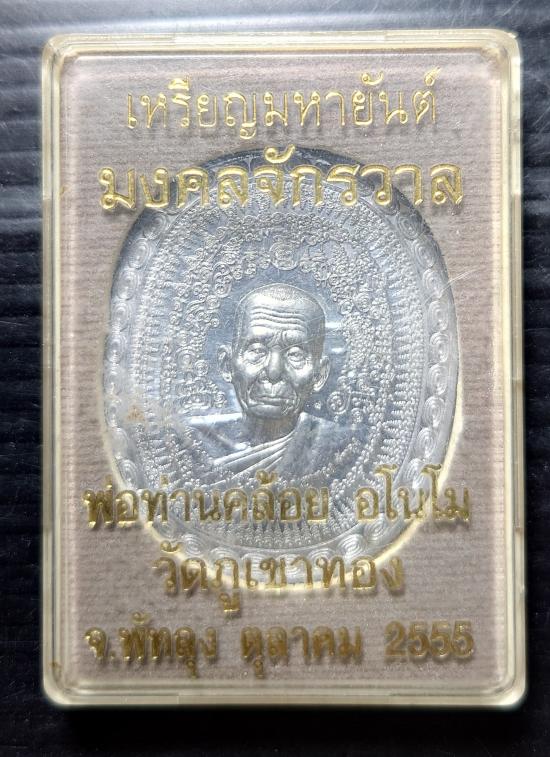 เหรียญมหายันต์
มงคลจักรวาล
พ่อท่านคล้อย อโนโม
วัดภูเขาทอง
จ.พัทลุง ตุลาคม 2555